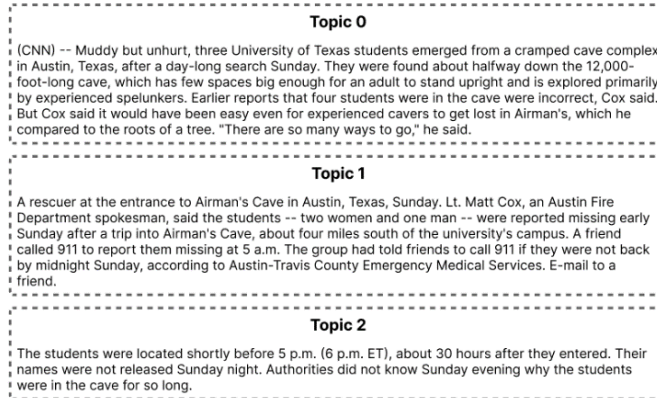 Topic 0
(CNN) -- Muddy but unhurt, three University of Texas students emerged from a cramped cave complex
in Austin, Texas, after a day-long search Sunday. They were found about halfway down the 12,000-
foot-long cave, which has few spaces big enough for an adult to stand upright and is explored primarily
by experienced spelunkers. Earlier reports that four students were in the cave were incorrect, Cox said.
But Cox said it would have been easy even for experienced cavers to get lost in Airman's, which he
compared to the roots of a tree. "There are so many ways to go," he said.
Topic 1
A rescuer at the entrance to Airman's Cave in Austin, Texas, Sunday. Lt. Matt Cox, an Austin Fire
Department spokesman, said the students -- two women and one man -- were reported missing early
Sunday after a trip into Airman's Cave, about four miles south of the university's campus. A friend
called 911 to report them missing at 5 a.m. The group had told friends to call 911 if they were not back
by midnight Sunday, according to Austin-Travis County Emergency Medical Services. E-mail to a
friend.
Topic 2
The students were located shortly before 5 p.m. (6 p.m. ET), about 30 hours after they entered. Their
names were not released Sunday night. Authorities did not know Sunday evening why the students
were in the cave for so long.